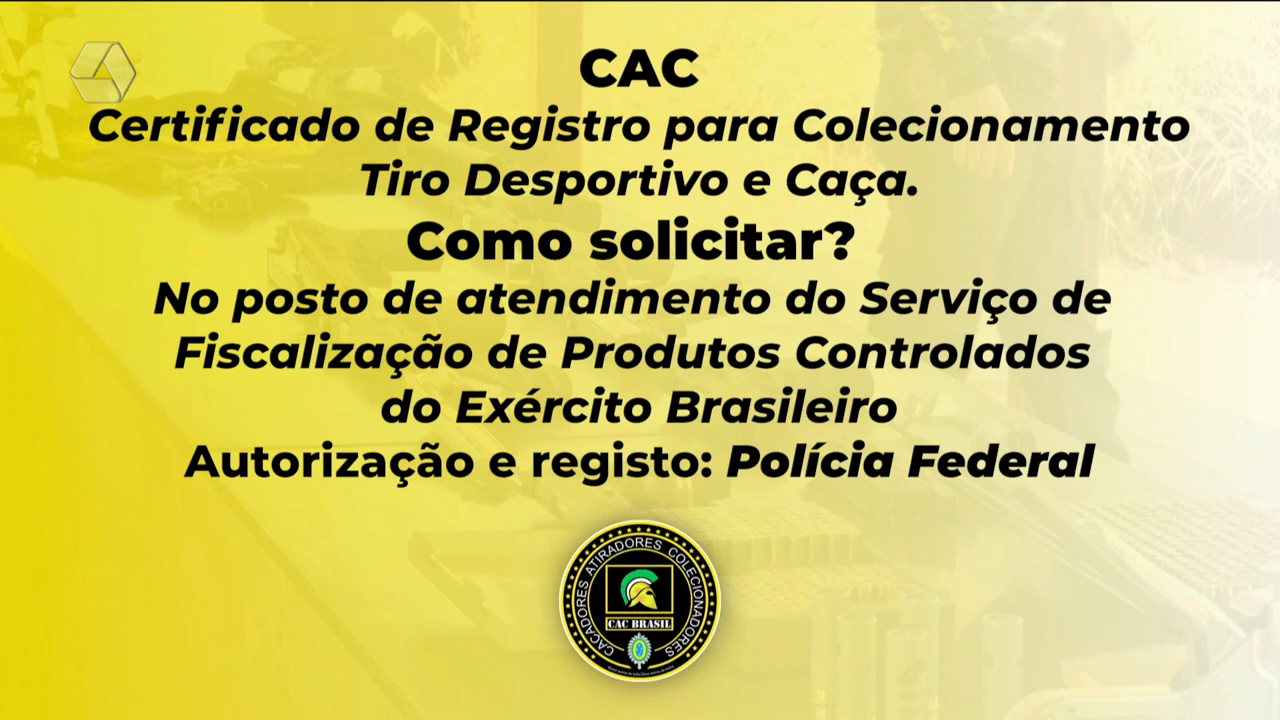 CAC
Certificado de Registro para Colecionamento
Tiro Desportivo e Caça.
Como solicitar?
No posto de atendimento do Serviço de
Fiscalização de Produtos Controlados
do Exército Brasileiro
Autorização e registo: Polícia Federal
CAÇADORES ATIRADORES COLECIONADORES
CAC BRASIL